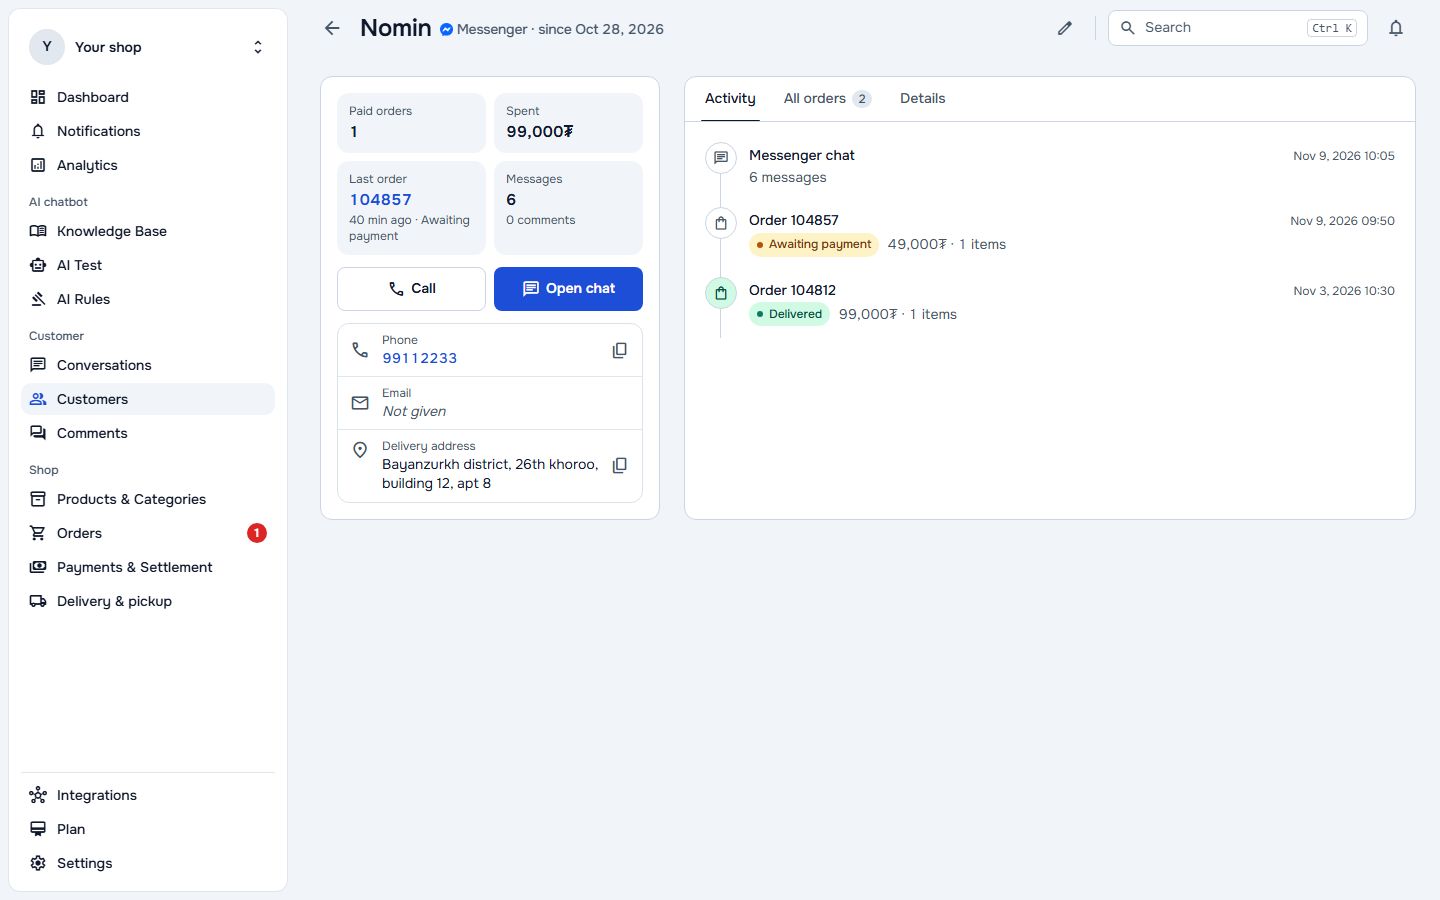 Y Your shop
Dashboard
Notifications
Analytics
AI chatbot
Knowledge Base
AI Test
AI Rules
Customer
Conversations
Customers
Comments
Shop
Products & Categories
Orders 1
Payments & Settlement
Delivery & pickup
Integrations
Plan
Settings
Nomin Messenger · since Oct 28, 2026
Search Ctrl K
Paid orders
1
Spent
99,000₮
Last order
104857
40 min ago · Awaiting
payment
Messages
6
0 comments
Call
Open chat
Phone
99112233
Email
Not given
Delivery address
Bayanzurkh district, 26th khoroo,
building 12, apt 8
Activity All orders 2 Details
Messenger chat Nov 9, 2026 10:05
6 messages
Order 104857 Nov 9, 2026 09:50
Awaiting payment 49,000₮ · 1 items
Order 104812 Nov 3, 2026 10:30
Delivered 99,000₮ · 1 items